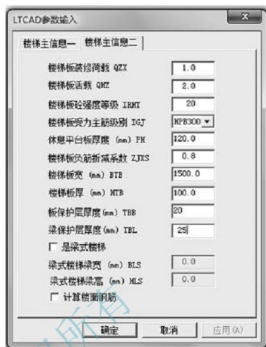 LTCAD参数输入
楼梯主信息一 楼梯主信息二
楼梯板装修荷载 QZX 1.0
楼梯板活载 QMZ 2.0
楼梯板砼强度等级 IRMT 20
楼梯板受力主筋级别 IGJ HPB300
休息平台板厚度 (mm) PH 120.0
楼梯板负筋折减系数 ZJXS 0.8
楼梯板宽 (mm) BTB 1500.0
楼梯板厚 (mm) MTB 100.0
板保护层厚度 (mm) TBB 20
梁保护层厚度 (mm) TBL 25
是梁式楼梯
梁式楼梯梁宽 (mm) BLS 0.0
梁式楼梯梁高 (mm) HLS 0.0
计算楼面钢筋
确定 取消 应用(A)
所有